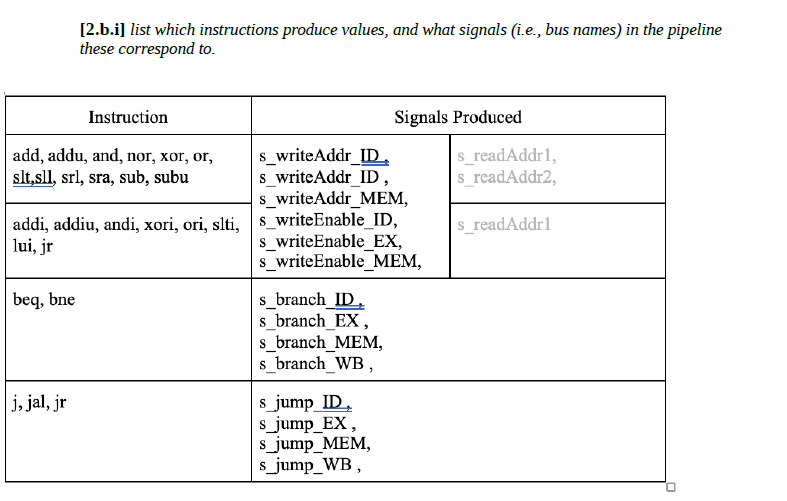 [2.b.i] list which instructions produce values, and what signals (i.e., bus names) in the pipeline
these correspond to.
Instruction
Signals Produced
add, addu, and, nor, xor, or,
slt,sll, srl, sra, sub, subu
s_writeAddr_ID ,
s_writeAddr_ID ,
s_writeAddr_MEM,
s_writeEnable_ID,
s_writeEnable_EX,
s_writeEnable_MEM,
s_readAddr1,
s_readAddr2,
addi, addiu, andi, xori, ori, slti,
lui, jr
s_readAddr1
beq, bne
s_branch_ID ,
s_branch_EX ,
s_branch_MEM,
s_branch_WB ,
j, jal, jr
s_jump_ID ,
s_jump_EX ,
s_jump_MEM,
s_jump_WB ,